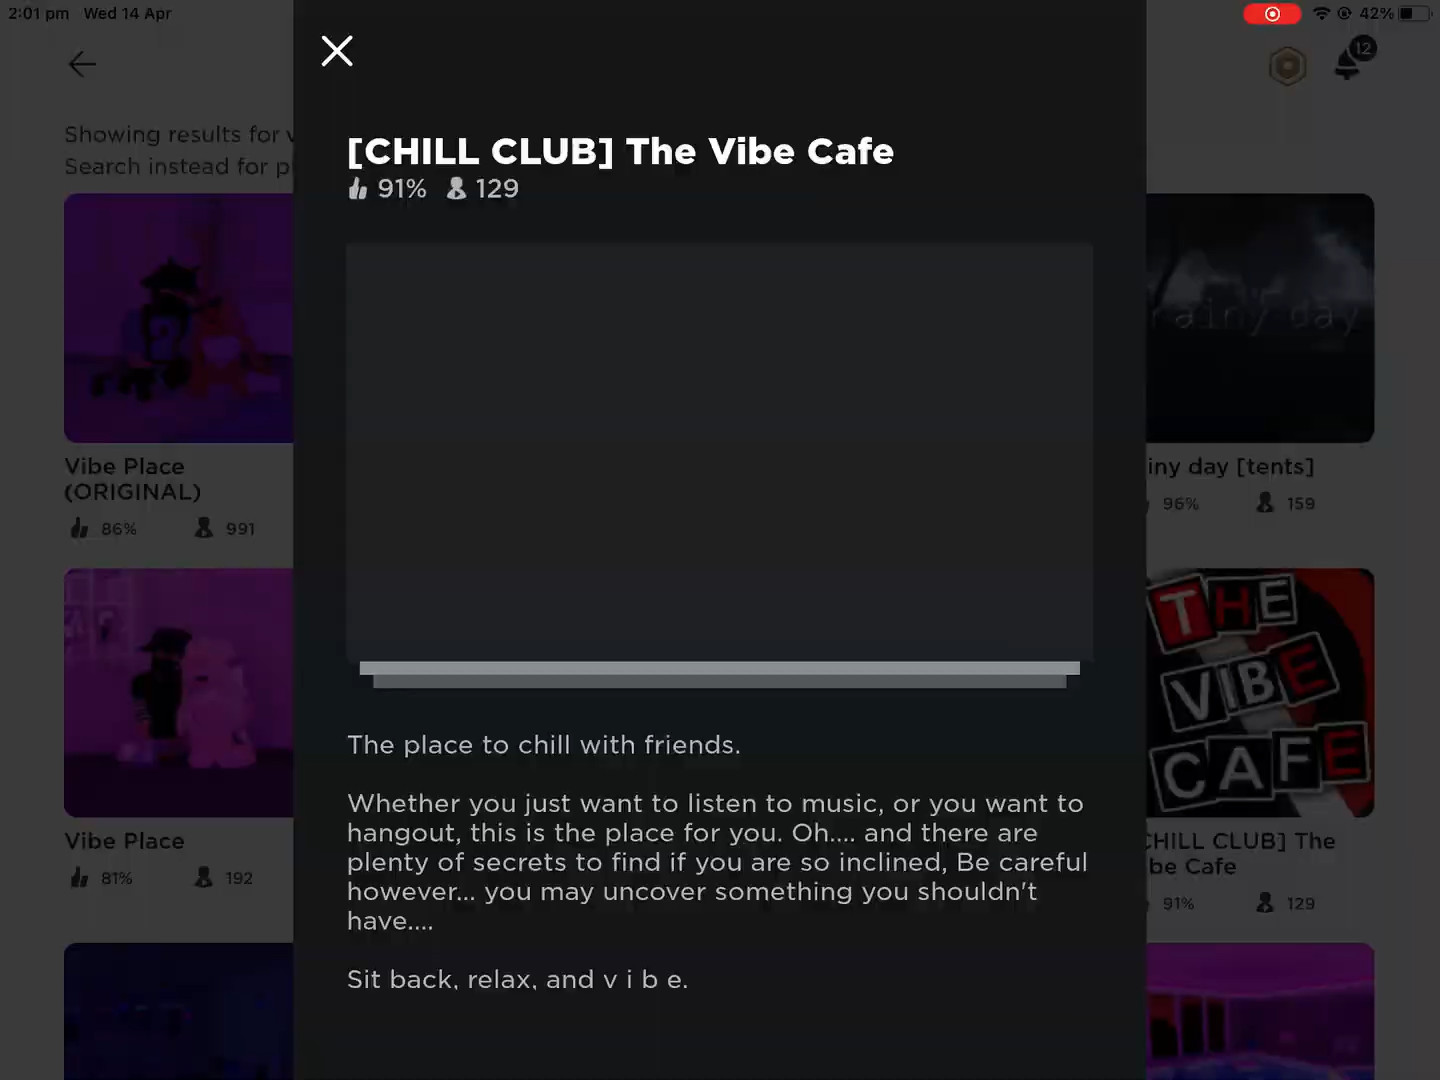 2:01 pm Wed 14 Apr
42%
12
Showing results for v
Search instead for p
[CHILL CLUB] The Vibe Cafe
91% 129
rainy day
Vibe Place
(ORIGINAL)
86% 991
iny day [tents]
96% 159
THE
VIBE
CAFE
The place to chill with friends.
Whether you just want to listen to music, or you want to
hangout, this is the place for you. Oh.... and there are
plenty of secrets to find if you are so inclined, Be careful
however... you may uncover something you shouldn't
have....
Sit back, relax, and v i b e.
Vibe Place
81% 192
CHILL CLUB] The
be Cafe
91% 129